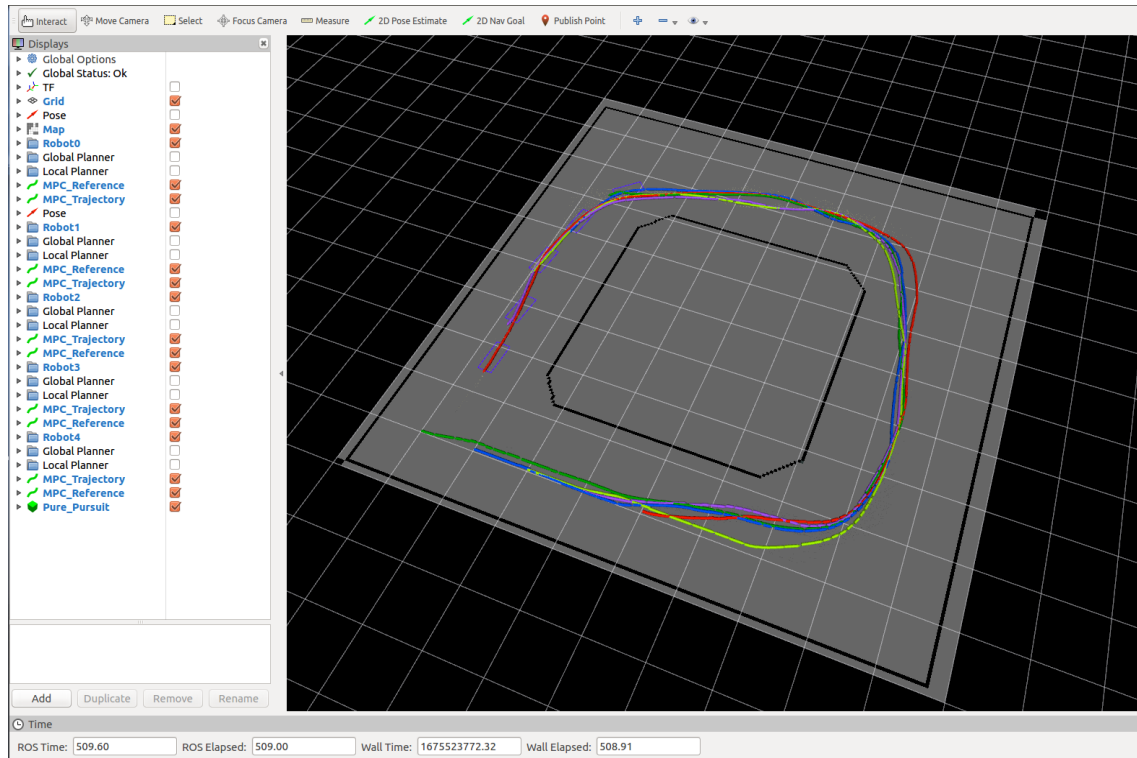 Interact Move Camera Select Focus Camera Measure 2D Pose Estimate 2D Nav Goal Publish Point
Displays
Global Options
Global Status: Ok
TF
Grid
Pose
Map
Robot0
Global Planner
Local Planner
MPC_Reference
MPC_Trajectory
Pose
Robot1
Global Planner
Local Planner
MPC_Reference
MPC_Trajectory
Robot2
Global Planner
Local Planner
MPC_Trajectory
MPC_Reference
Robot3
Global Planner
Local Planner
MPC_Trajectory
MPC_Reference
Robot4
Global Planner
Local Planner
MPC_Trajectory
MPC_Reference
Pure_Pursuit
Add Duplicate Remove Rename
Time
ROS Time: 509.60 ROS Elapsed: 509.00 Wall Time: 1675523772.32 Wall Elapsed: 508.91